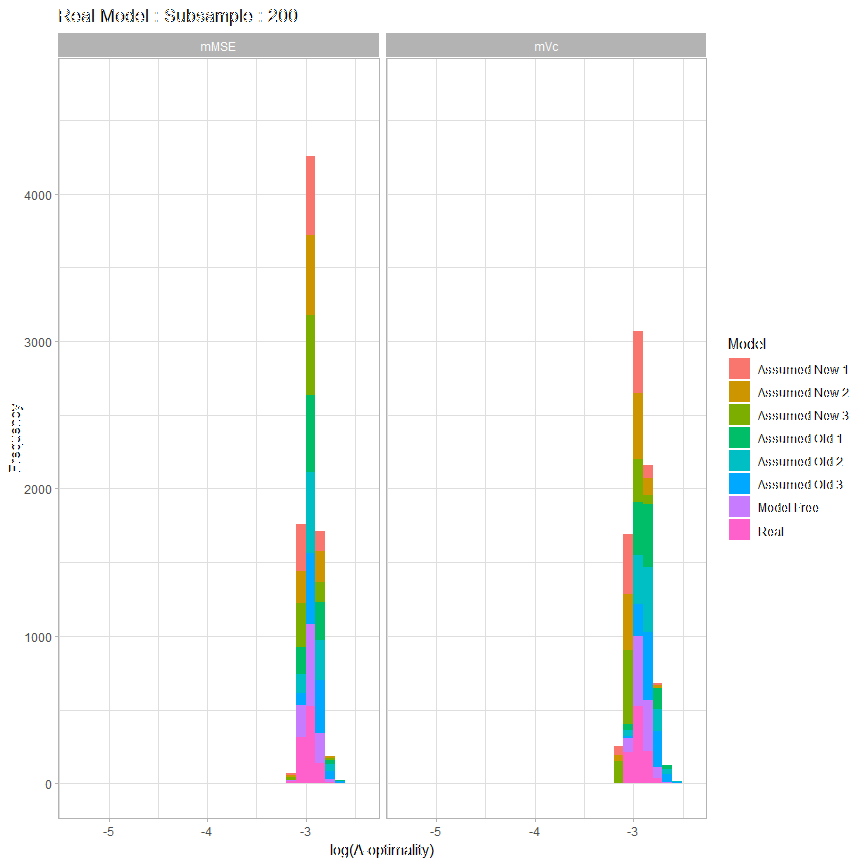 Real Model : Subsample : 200
mMSE
mVc
4000
3000
2000
1000
0
Frequency
-5
-4
-3
-5
-4
-3
log(A-optimality)
Model
Assumed New 1
Assumed New 2
Assumed New 3
Assumed Old 1
Assumed Old 2
Assumed Old 3
Model Free
Real